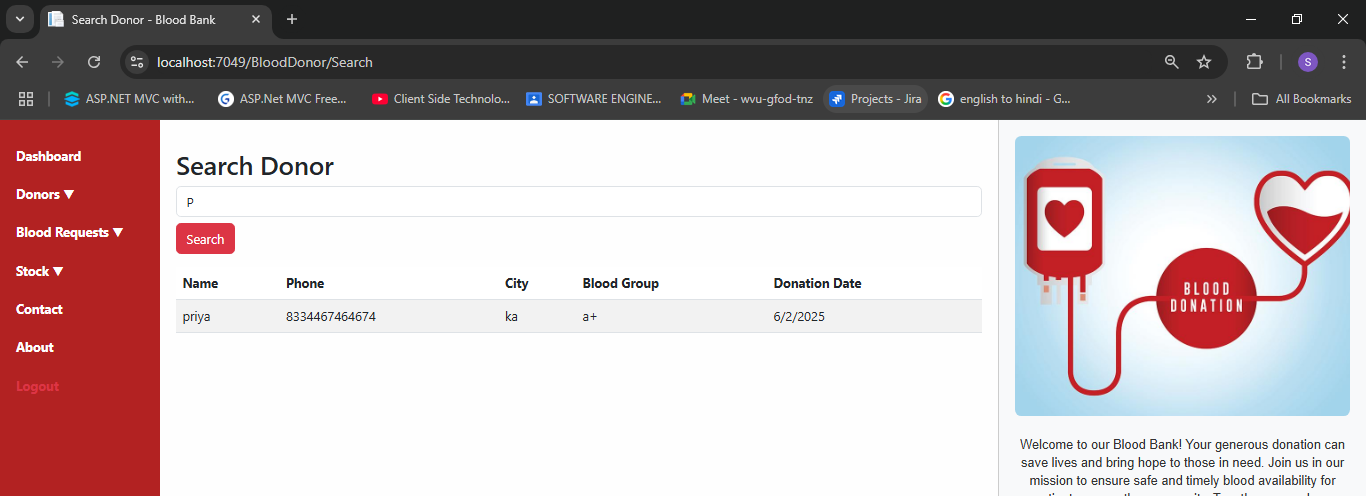 Search Donor - Blood Bank
localhost:7049/BloodDonor/Search
S
ASP.NET MVC with...
ASP.Net MVC Free...
Client Side Technolo...
SOFTWARE ENGINE...
Meet - wvu-gfod-tnz
Projects - Jira
english to hindi - G...
All Bookmarks
Dashboard
Donors ▼
Blood Requests ▼
Stock ▼
Contact
About
Logout
Search Donor
P
Search
Name Phone City Blood Group Donation Date
priya 8334467464674 ka a+ 6/2/2025
BLOOD
DONATION
Welcome to our Blood Bank! Your generous donation can
save lives and bring hope to those in need. Join us in our
mission to ensure safe and timely blood availability for